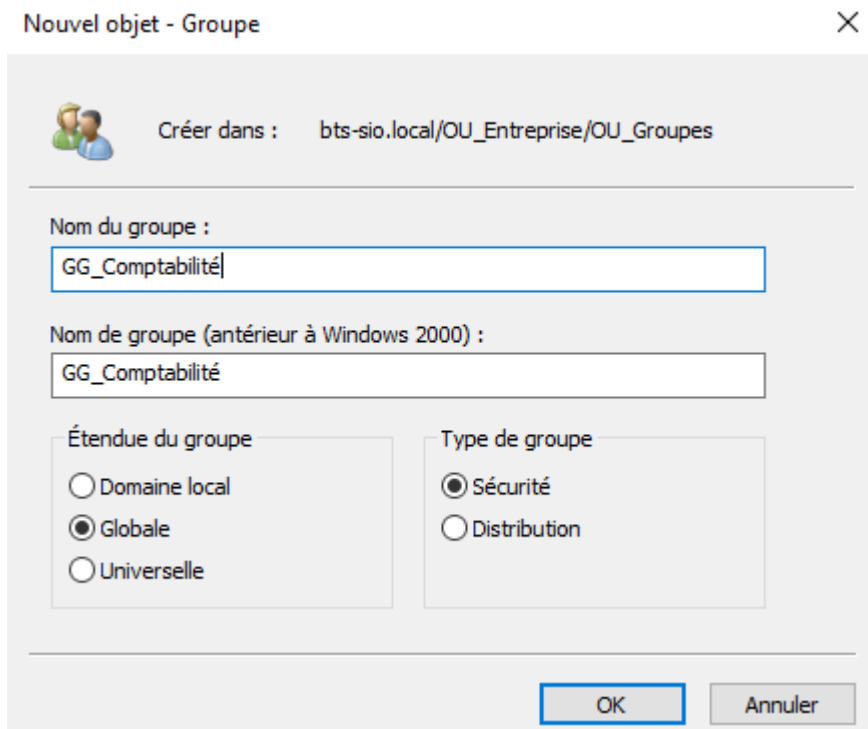 Nouvel objet - Groupe
Créer dans : bts-sio.local/OU_Entreprise/OU_Groupes
Nom du groupe :
GG_Comptabilité
Nom de groupe (antérieur à Windows 2000) :
GG_Comptabilité
Étendue du groupe
Domaine local
Globale
Universelle
Type de groupe
Sécurité
Distribution
OK Annuler